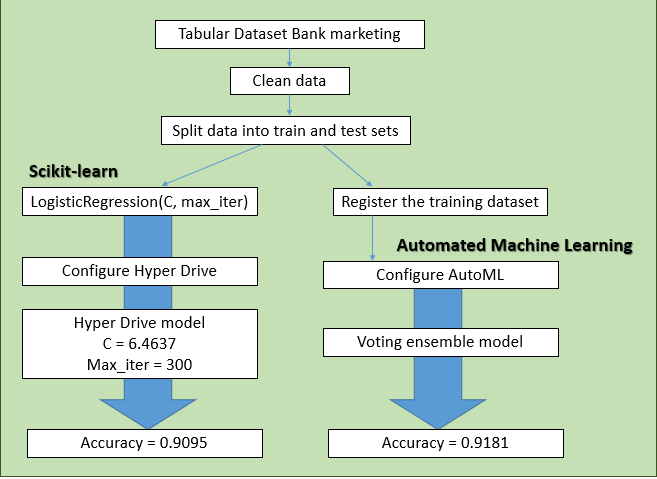 Tabular Dataset Bank marketing
Clean data
Split data into train and test sets
Scikit-learn
LogisticRegression(C, max_iter)
Configure Hyper Drive
Hyper Drive model
C = 6.4637
Max_iter = 300
Accuracy = 0.9095
Register the training dataset
Automated Machine Learning
Configure AutoML
Voting ensemble model
Accuracy = 0.9181